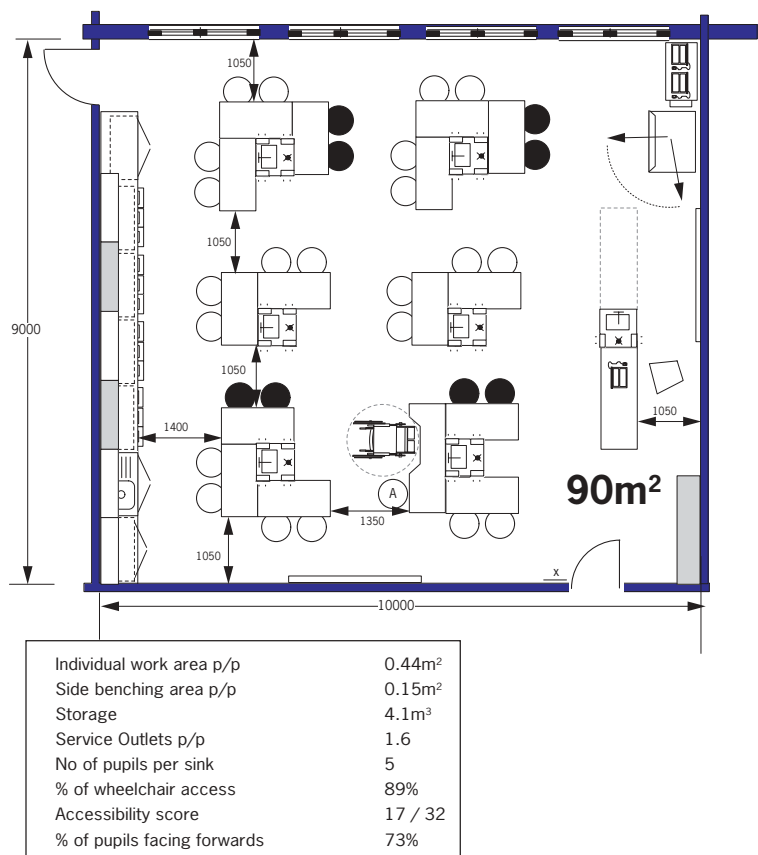 1050
1050
9000
1050
1400
1050
A
90m²
1350
1050
x
10000
Individual work area p/p 0.44m²
Side benching area p/p 0.15m²
Storage 4.1m³
Service Outlets p/p 1.6
No of pupils per sink 5
% of wheelchair access 89%
Accessibility score 17 / 32
% of pupils facing forwards 73%